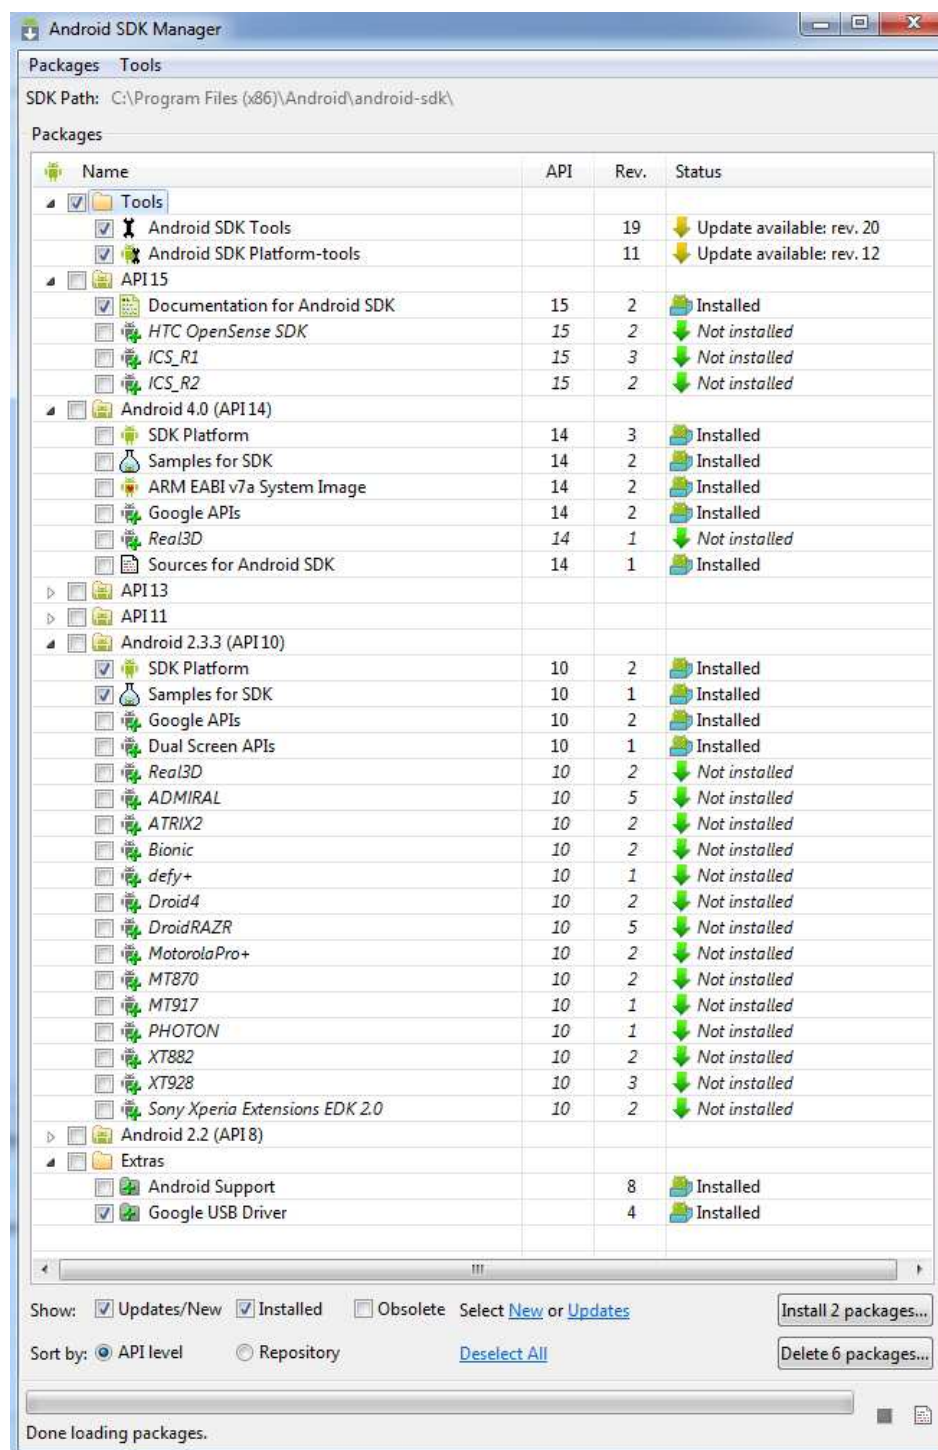 Android SDK Manager
Packages Tools
SDK Path: C:\Program Files (x86)\Android\android-sdk\
Packages
Name API Rev. Status
Tools
Android SDK Tools 19 Update available: rev. 20
Android SDK Platform-tools 11 Update available: rev. 12
API 15
Documentation for Android SDK 15 2 Installed
HTC OpenSense SDK 15 2 Not installed
ICS_R1 15 3 Not installed
ICS_R2 15 2 Not installed
Android 4.0 (API 14)
SDK Platform 14 3 Installed
Samples for SDK 14 2 Installed
ARM EABI v7a System Image 14 2 Installed
Google APIs 14 2 Installed
Real3D 14 1 Not installed
Sources for Android SDK 14 1 Installed
API 13
API 11
Android 2.3.3 (API 10)
SDK Platform 10 2 Installed
Samples for SDK 10 1 Installed
Google APIs 10 2 Installed
Dual Screen APIs 10 1 Installed
Real3D 10 2 Not installed
ADMIRAL 10 5 Not installed
ATRIX2 10 2 Not installed
Bionic 10 2 Not installed
defy+ 10 1 Not installed
Droid4 10 2 Not installed
DroidRAZR 10 5 Not installed
MotorolaPro+ 10 2 Not installed
MT870 10 2 Not installed
MT917 10 1 Not installed
PHOTON 10 1 Not installed
XT882 10 2 Not installed
XT928 10 3 Not installed
Sony Xperia Extensions EDK 2.0 10 2 Not installed
Android 2.2 (API 8)
Extras
Android Support 8 Installed
Google USB Driver 4 Installed
Show: Updates/New Installed Obsolete Select New or Updates Install 2 packages...
Sort by: API level Repository Deselect All Delete 6 packages...
Done loading packages.